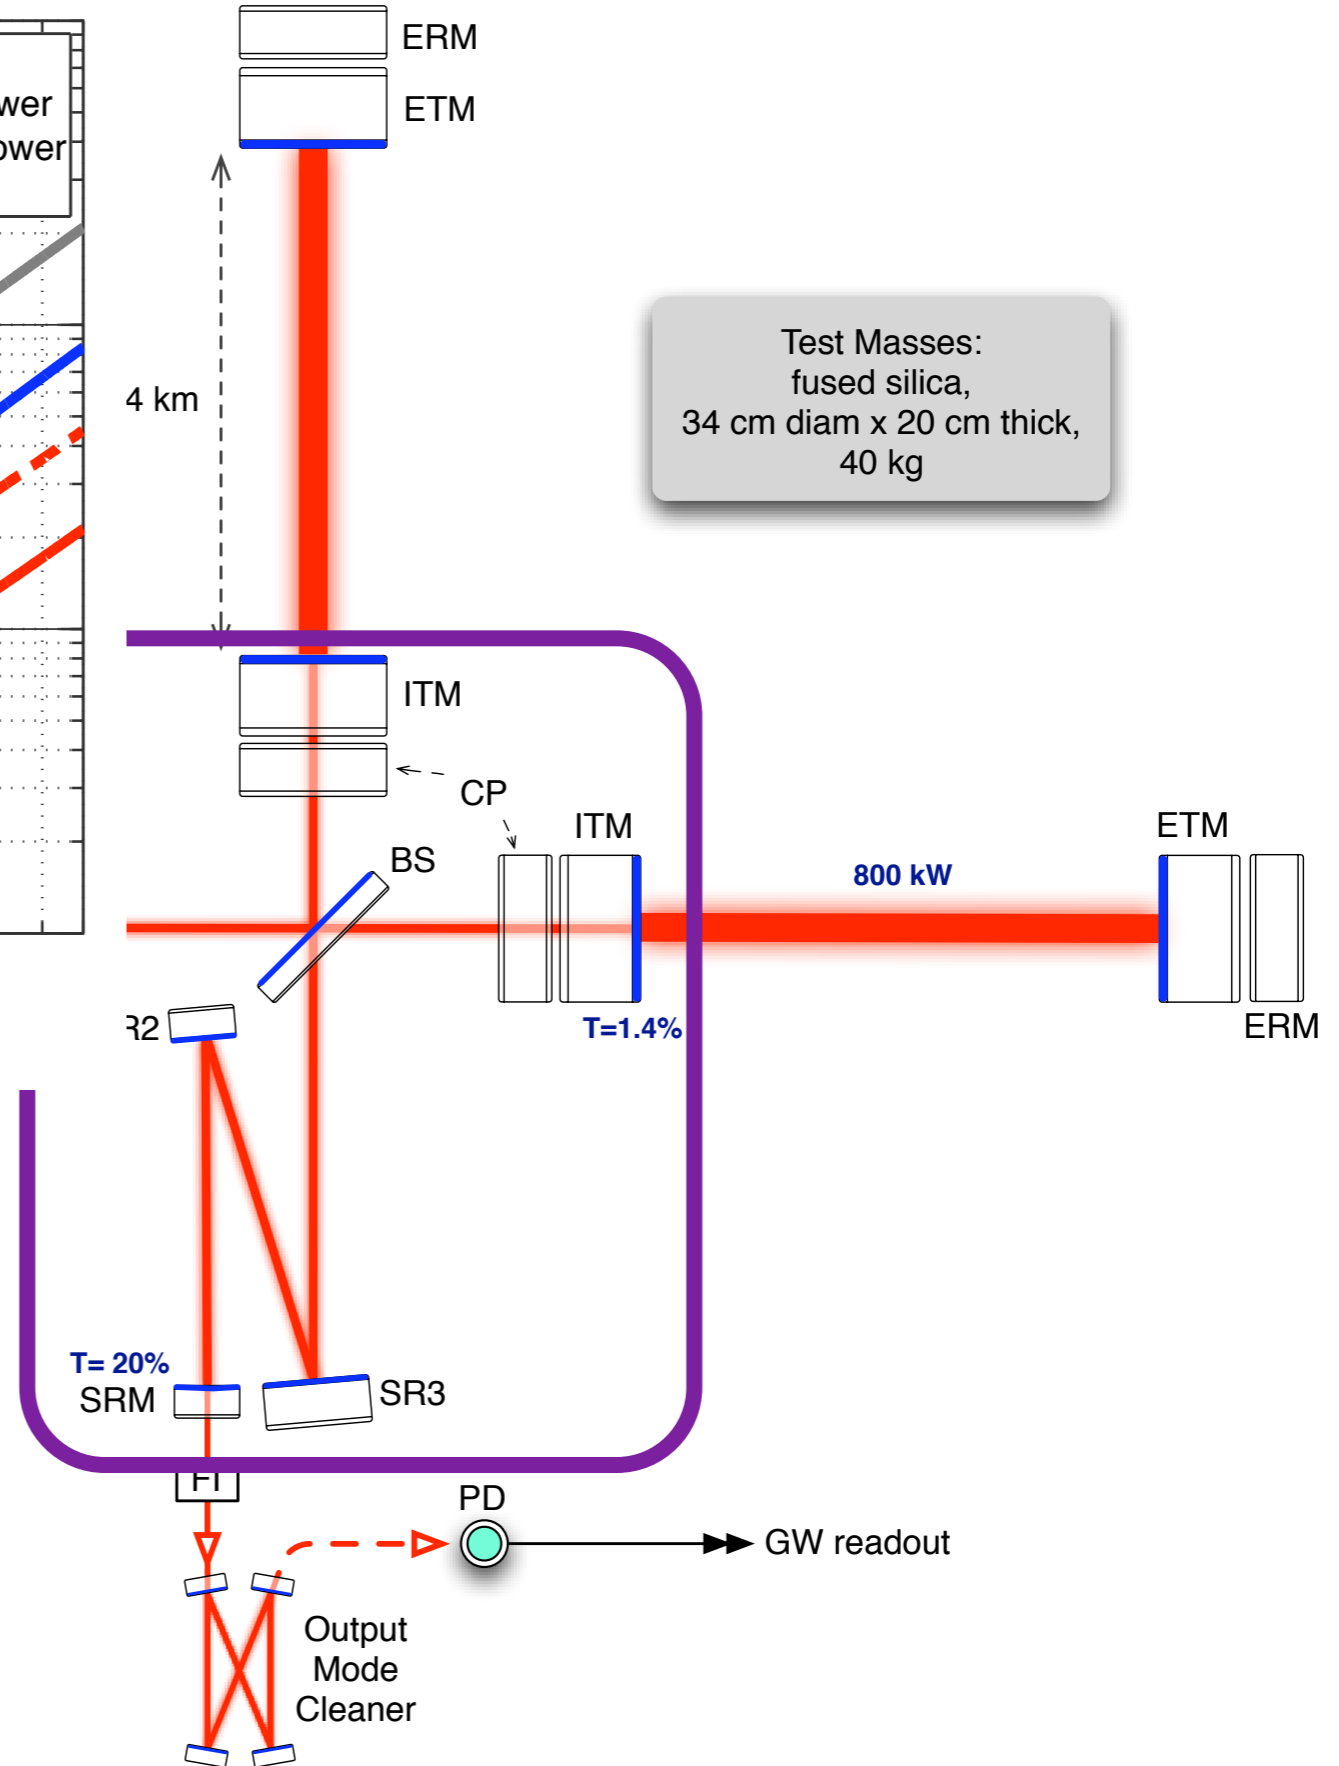 ERM
ETM
4 km
Test Masses:
fused silica,
34 cm diam x 20 cm thick,
40 kg
ITM
CP
ITM
ETM
BS
800 kW
T=1.4%
ERM
T= 20%
SRM
SR3
PD
GW readout
Output
Mode
Cleaner